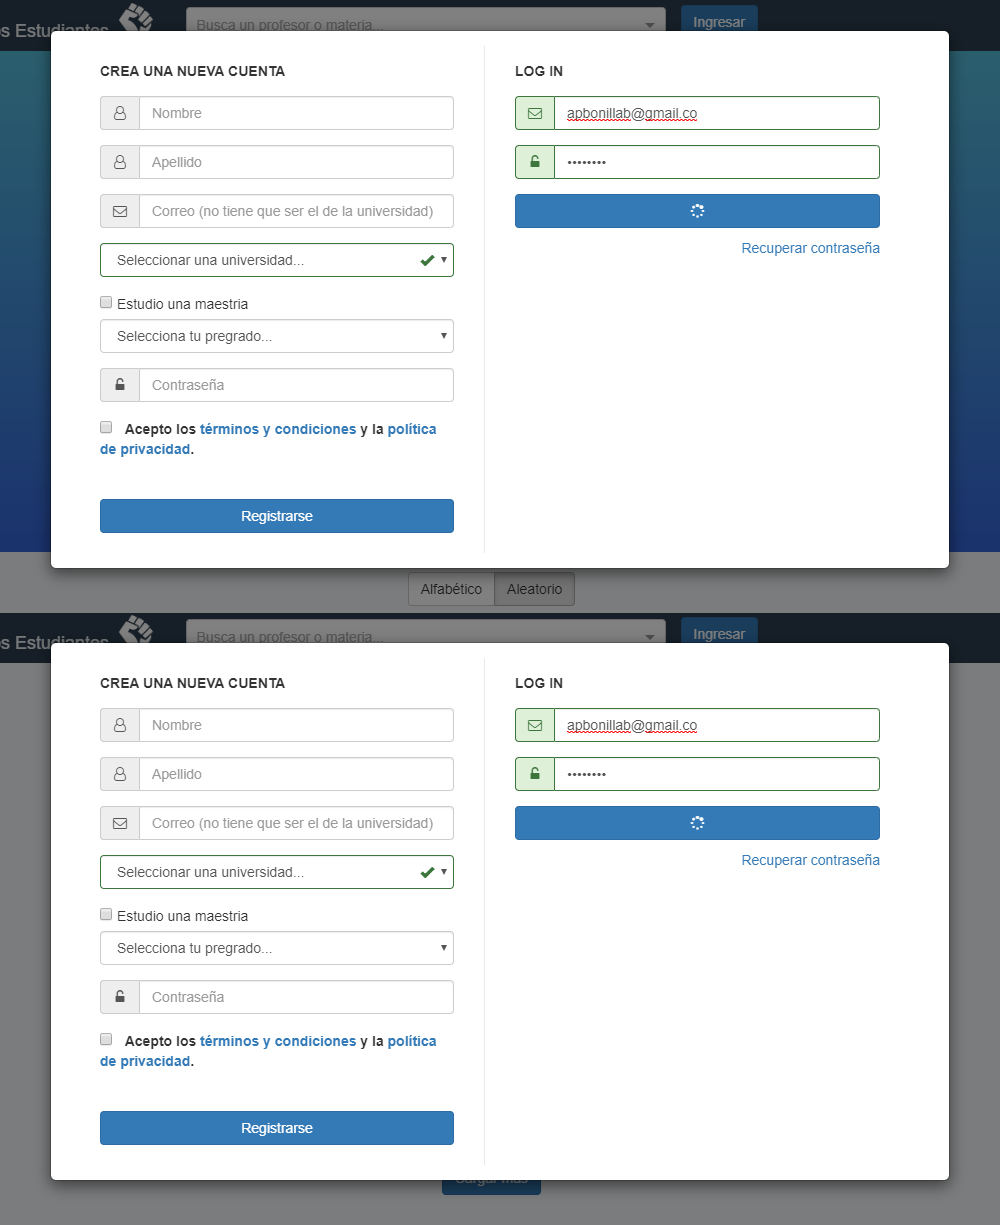 os Estudiantes
Busca un profesor o materia...
Ingresar
CREA UNA NUEVA CUENTA
Nombre
Apellido
Correo (no tiene que ser el de la universidad)
Seleccionar una universidad...
Estudio una maestria
Selecciona tu pregrado...
Contraseña
Acepto los términos y condiciones y la política
de privacidad.
Registrarse
LOG IN
apbonillab@gmail.co
••••••••
Recuperar contraseña
Alfabético
Aleatorio
os Estudiantes
Busca un profesor o materia...
Ingresar
CREA UNA NUEVA CUENTA
Nombre
Apellido
Correo (no tiene que ser el de la universidad)
Seleccionar una universidad...
Estudio una maestria
Selecciona tu pregrado...
Contraseña
Acepto los términos y condiciones y la política
de privacidad.
Registrarse
LOG IN
apbonillab@gmail.co
••••••••
Recuperar contraseña
Cargar más